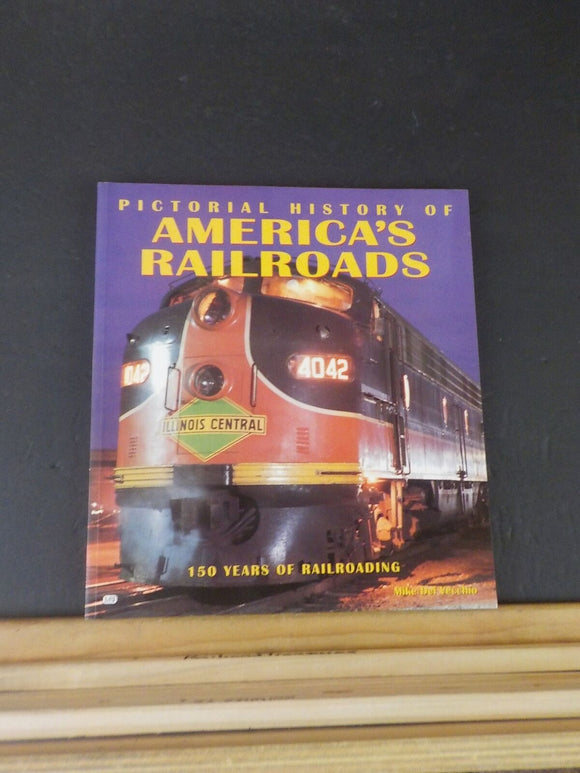 PICTORIAL HISTORY OF
AMERICA'S
RAILROADS
4042
ILLINOIS CENTRAL
150 YEARS OF RAILROADING
Mike Del Vecchio